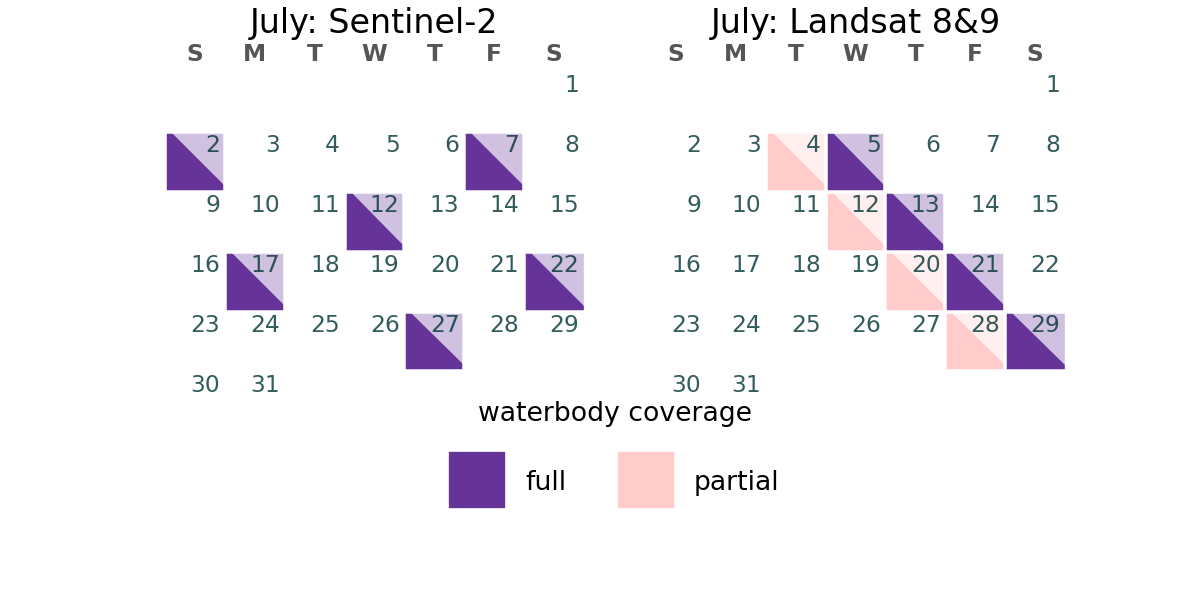 July: Sentinel-2
S M T W T F S
1
2 3 4 5 6 7 8
9 10 11 12 13 14 15
16 17 18 19 20 21 22
23 24 25 26 27 28 29
30 31
July: Landsat 8&9
S M T W T F S
1
2 3 4 5 6 7 8
9 10 11 12 13 14 15
16 17 18 19 20 21 22
23 24 25 26 27 28 29
30 31
waterbody coverage
full
partial